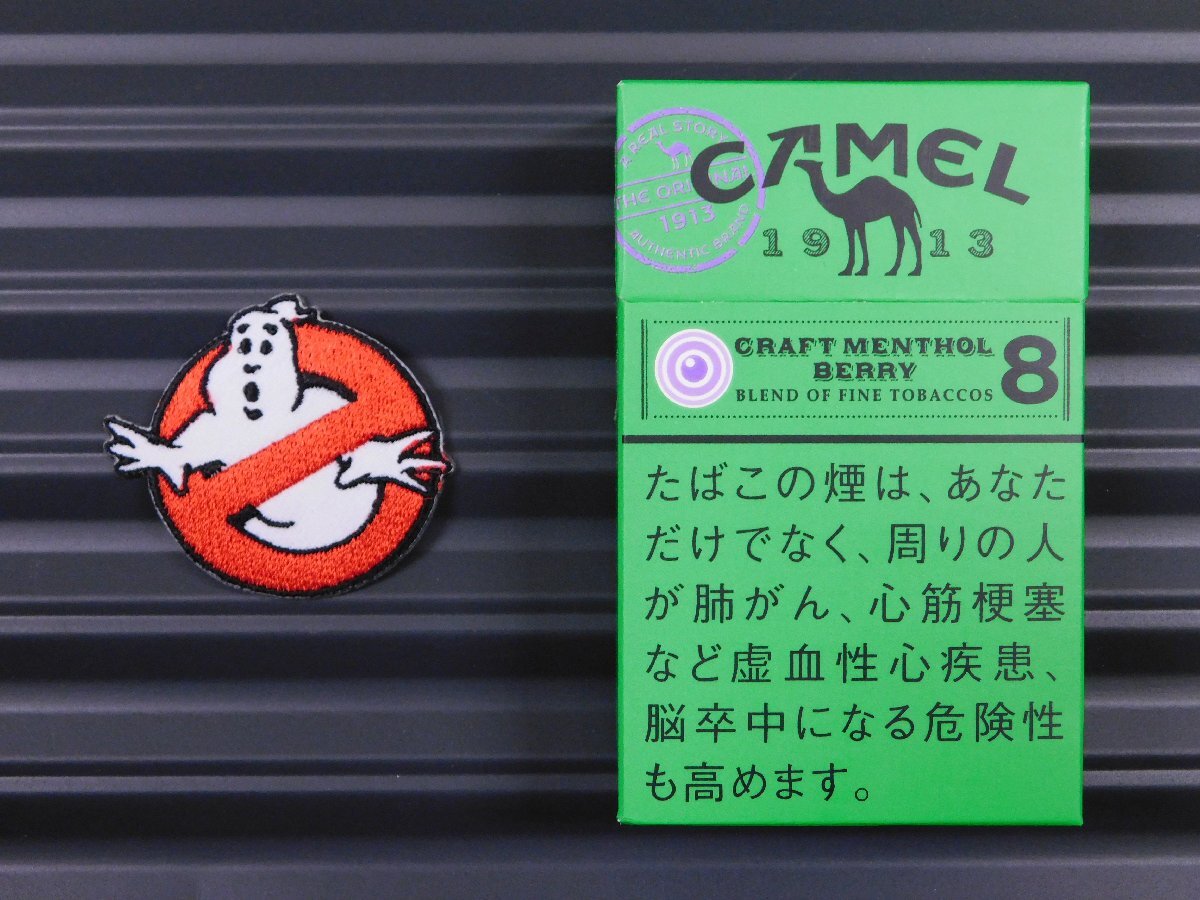 A REAL STORY
THE ORIGINAL
1913
AUTHENTIC BRAND
CAMEL
1913
CRAFT MENTHOL
BERRY
BLEND OF FINE TOBACCOS
8
たばこの煙は、あなた
だけでなく、周りの人
が肺がん、心筋梗塞
など虚血性心疾患、
脳卒中になる危険性
も高めます。